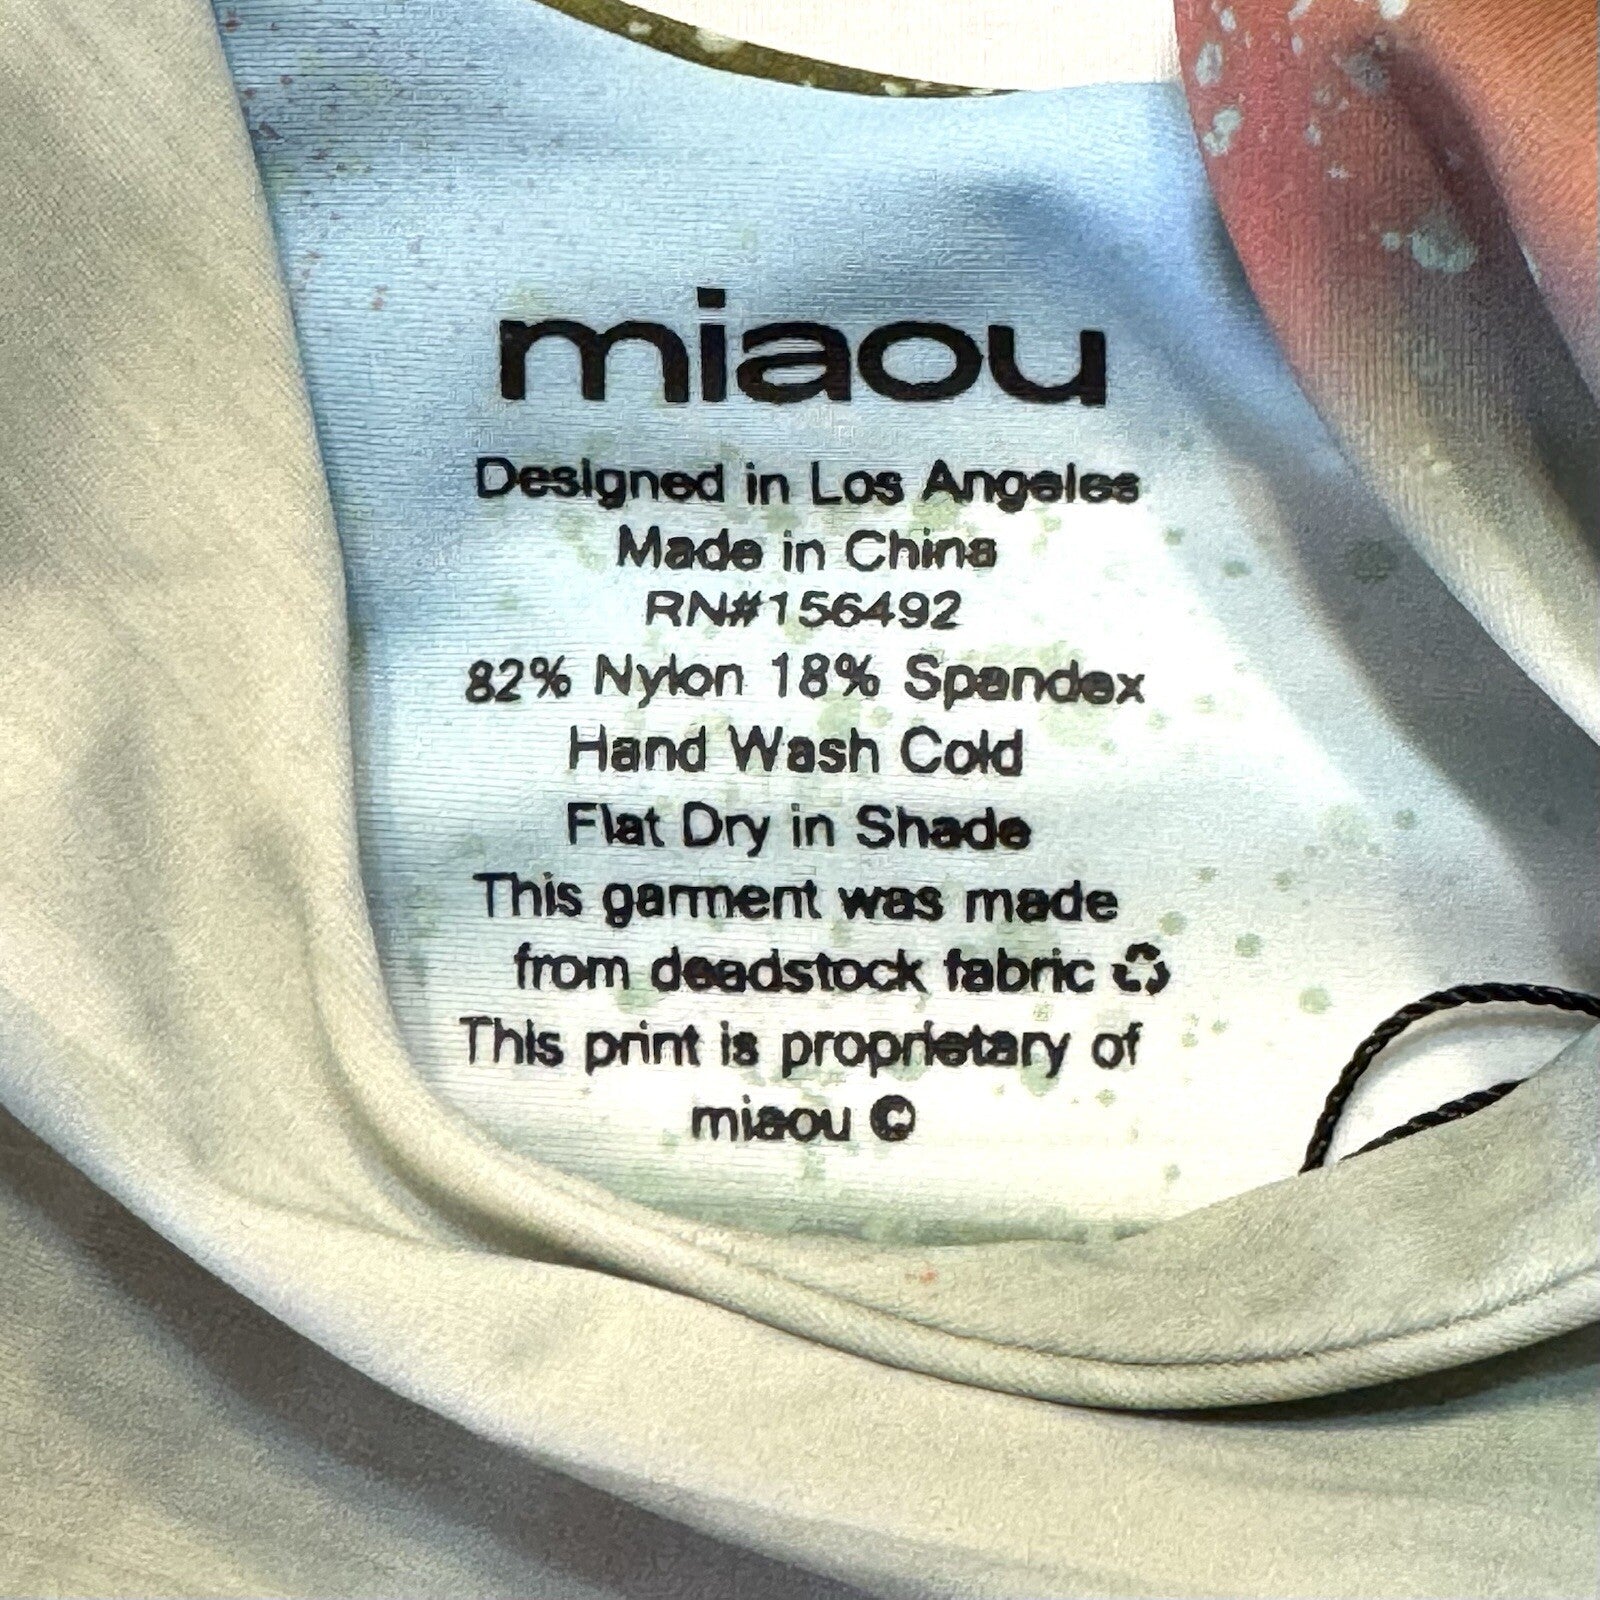 miaou
Designed in Los Angeles
Made in China
RN#156492
82% Nylon 18% Spandex
Hand Wash Cold
Flat Dry in Shade
This garment was made
from deadstock fabric ♻
This print is proprietary of
miaou ©